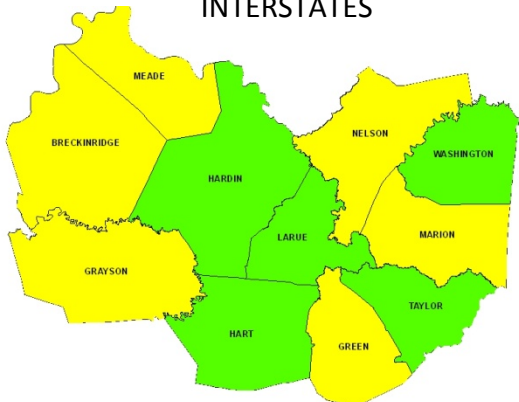 INTERSTATES
MEADE
BRECKINRIDGE
NELSON
WASHINGTON
HARDIN
LARUE
MARION
GRAYSON
TAYLOR
HART
GREEN